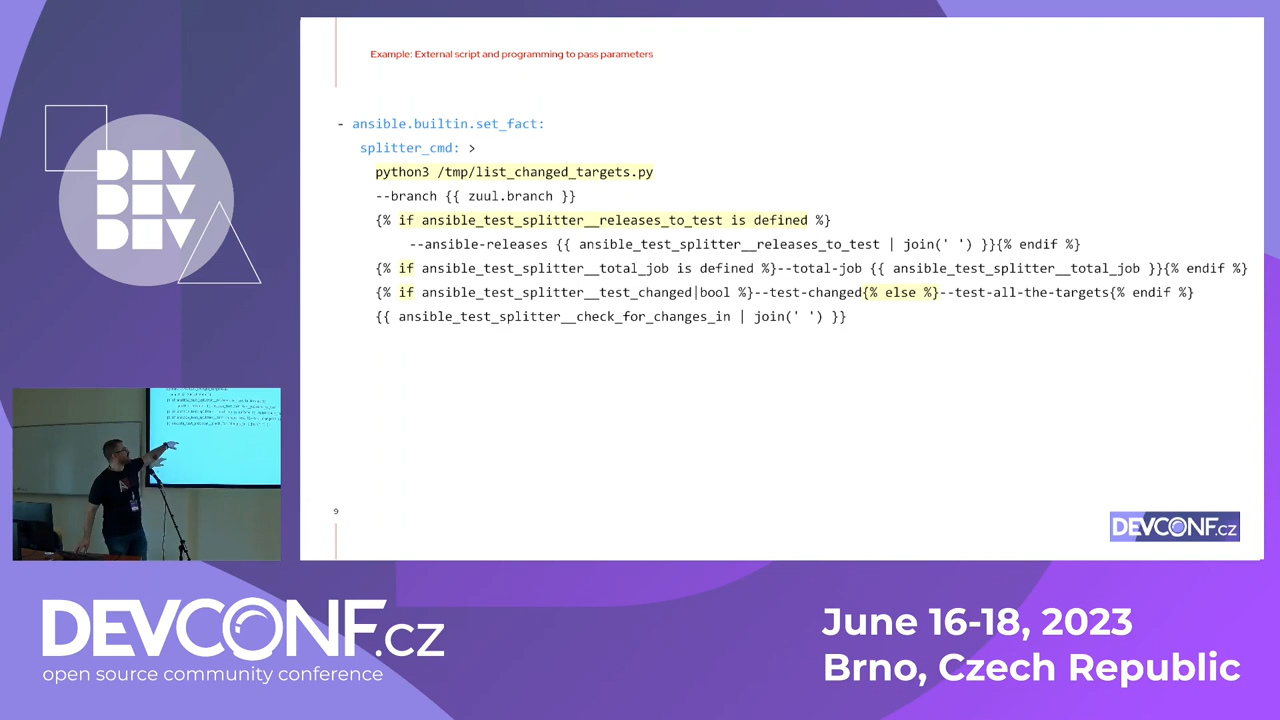 DEV
DEV
DEV
Example: External script and programming to pass parameters
- ansible.builtin.set_fact:
splitter_cmd: >
python3 /tmp/list_changed_targets.py
--branch {{ zuul.branch }}
{% if ansible_test_splitter__releases_to_test is defined %}
--ansible-releases {{ ansible_test_splitter__releases_to_test | join(' ') }}{% endif %}
{% if ansible_test_splitter__total_job is defined %}--total-job {{ ansible_test_splitter__total_job }}{% endif %}
{% if ansible_test_splitter__test_changed|bool %}--test-changed{% else %}--test-all-the-targets{% endif %}
{{ ansible_test_splitter__check_for_changes_in | join(' ') }}
9
DEVCONF.cz
DEVCONF.cz
open source community conference
June 16-18, 2023
Brno, Czech Republic